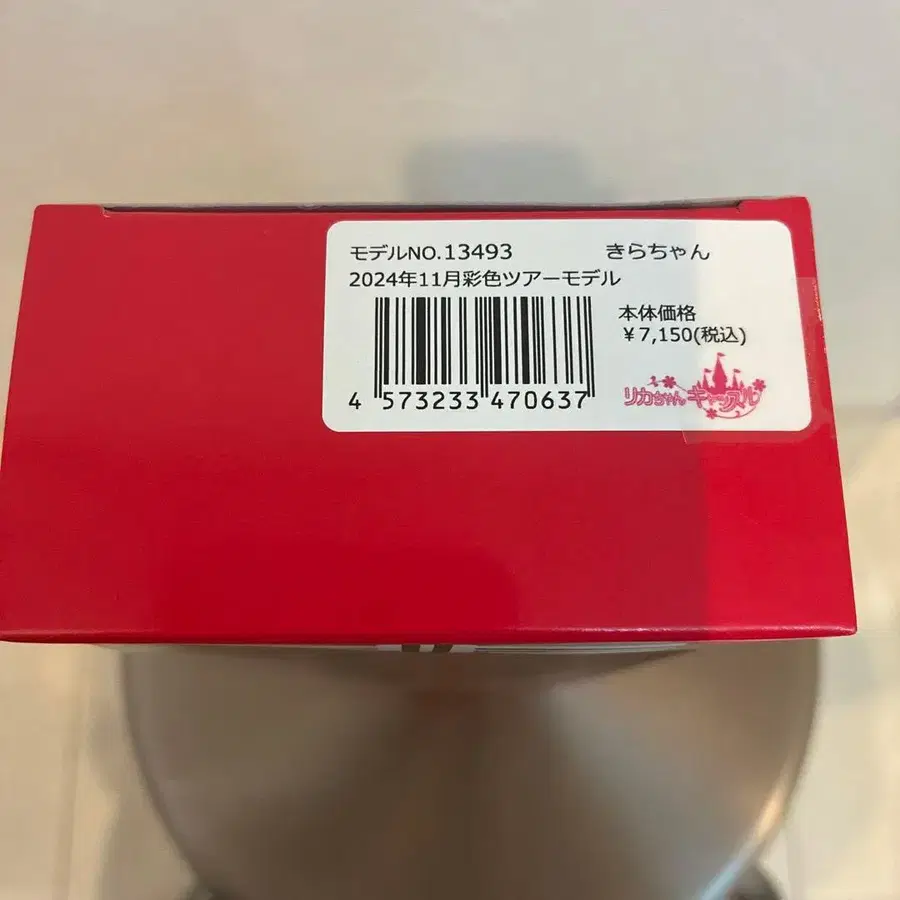 モデルNO.13493 きらちゃん
2024年11月彩色ツアーモデル
本体価格
¥7,150(税込)
4 573233 470637
リカちゃんキャッスル